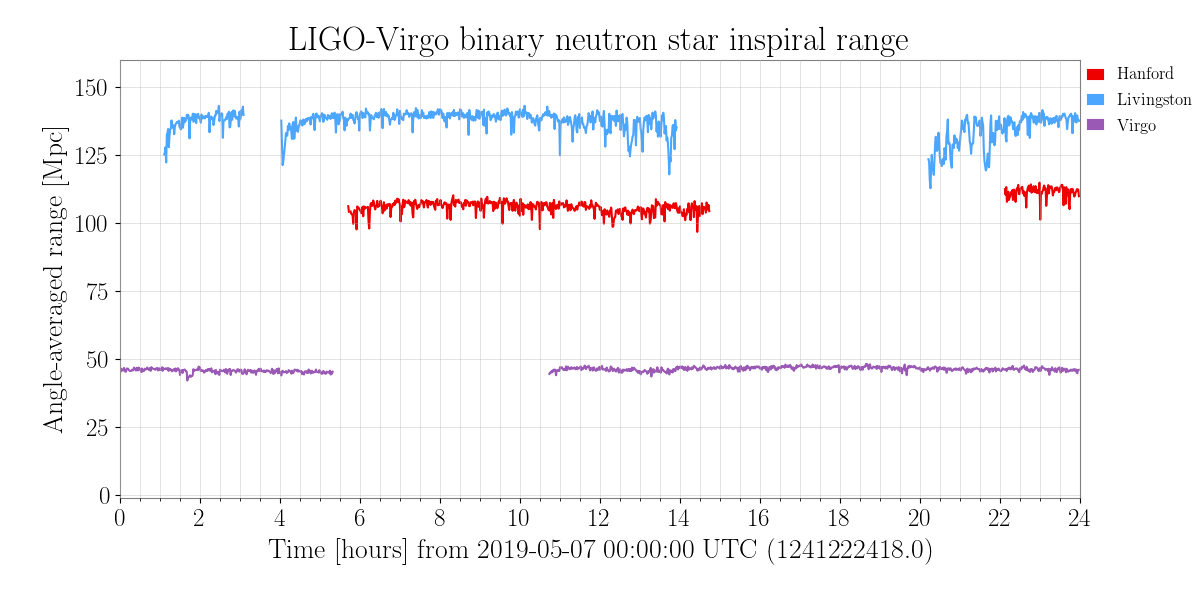 LIGO-Virgo binary neutron star inspiral range
Angle-averaged range [Mpc]
150
125
100
75
50
25
0
0 2 4 6 8 10 12 14 16 18 20 22 24
Time [hours] from 2019-05-07 00:00:00 UTC (1241222418.0)
Hanford
Livingston
Virgo